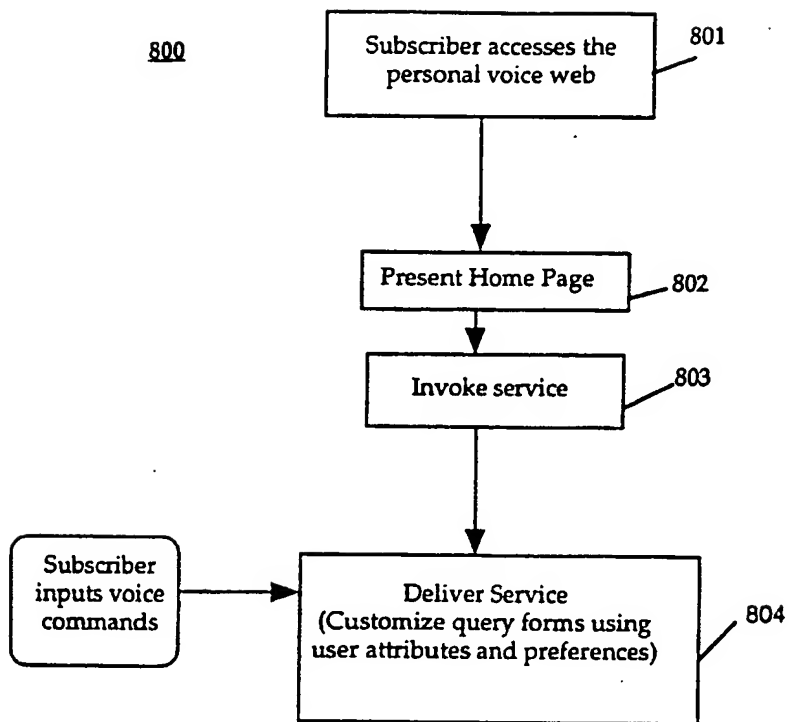 800
Subscriber accesses the
personal voice web
801
Present Home Page
802
Invoke service
803
Subscriber
inputs voice
commands
Deliver Service
(Customize query forms using
user attributes and preferences)
804